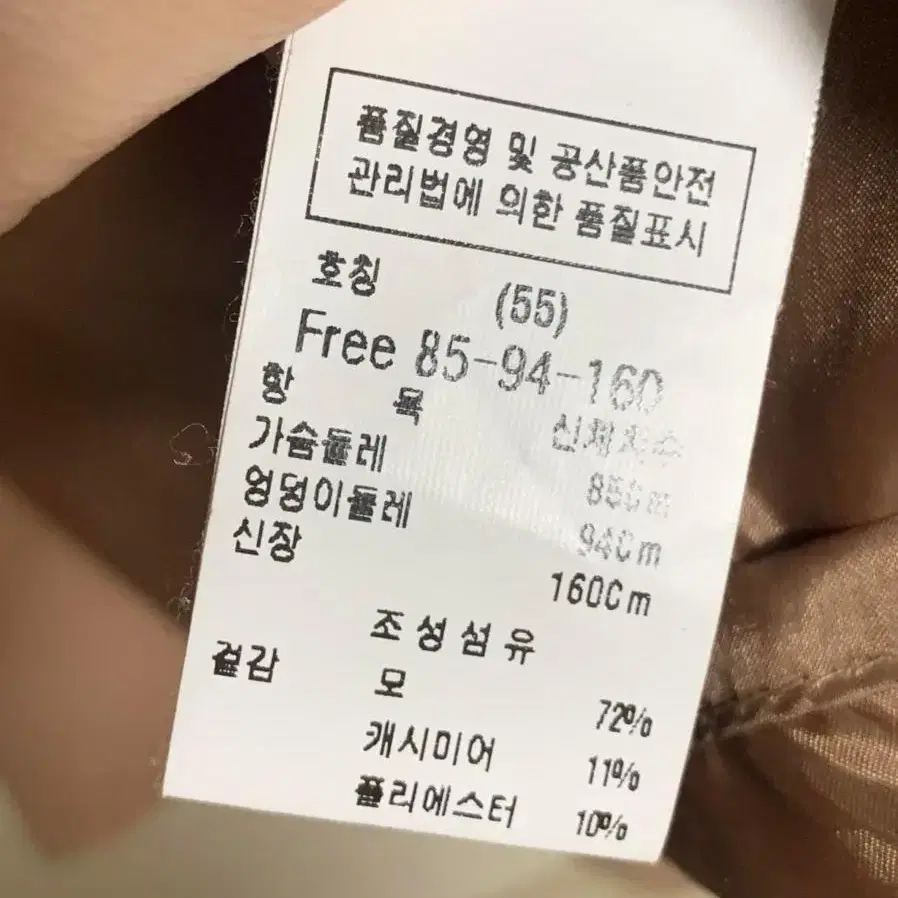 품질경영 및 공산품안전
관리법에 의한 품질표시
호칭 (55)
Free 85-94-160
항 목 신체치수
가슴둘레 85Cm
엉덩이둘레 94Cm
신장 160Cm
조성섬유
겉감 모 72%
캐시미어 11%
폴리에스터 10%